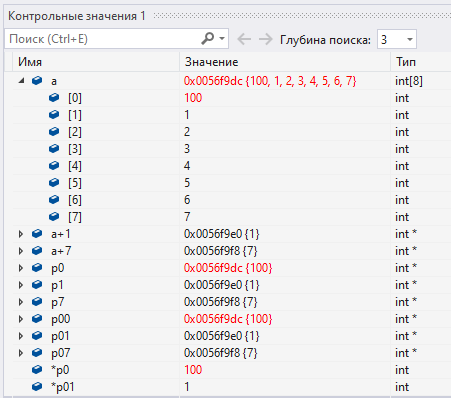 Контрольные значения 1
Поиск (Ctrl+E) Глубина поиска: 3
Имя Значение Тип
a 0x0056f9dc {100, 1, 2, 3, 4, 5, 6, 7} int[8]
[0] 100 int
[1] 1 int
[2] 2 int
[3] 3 int
[4] 4 int
[5] 5 int
[6] 6 int
[7] 7 int
a+1 0x0056f9e0 {1} int *
a+7 0x0056f9f8 {7} int *
p0 0x0056f9dc {100} int *
p1 0x0056f9e0 {1} int *
p7 0x0056f9f8 {7} int *
p00 0x0056f9dc {100} int *
p01 0x0056f9e0 {1} int *
p07 0x0056f9f8 {7} int *
*p0 100 int
*p01 1 int